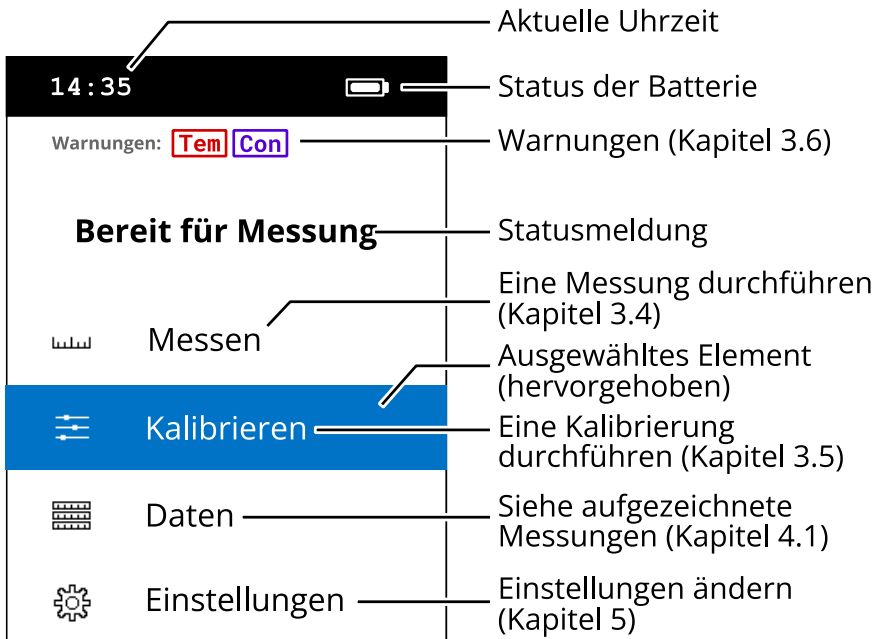 Aktuelle Uhrzeit
14:35
Status der Batterie
Warnungen: Tem Con
Warnungen (Kapitel 3.6)
Bereit für Messung
Statusmeldung
Eine Messung durchführen
(Kapitel 3.4)
Messen
Ausgewähltes Element
(hervorgehoben)
Kalibrieren
Eine Kalibrierung
durchführen (Kapitel 3.5)
Daten
Siehe aufgezeichnete
Messungen (Kapitel 4.1)
Einstellungen
Einstellungen ändern
(Kapitel 5)